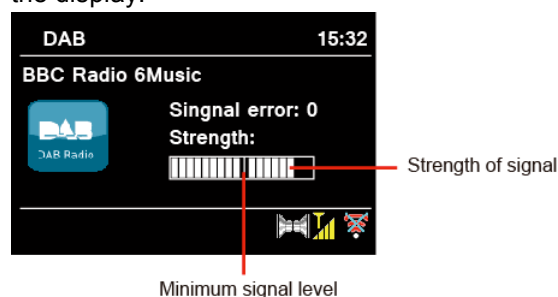 the display.
DAB 15:32
BBC Radio 6Music
Singnal error: 0
Strength:
DAB
DAB Radio
Strength of signal
Minimum signal level